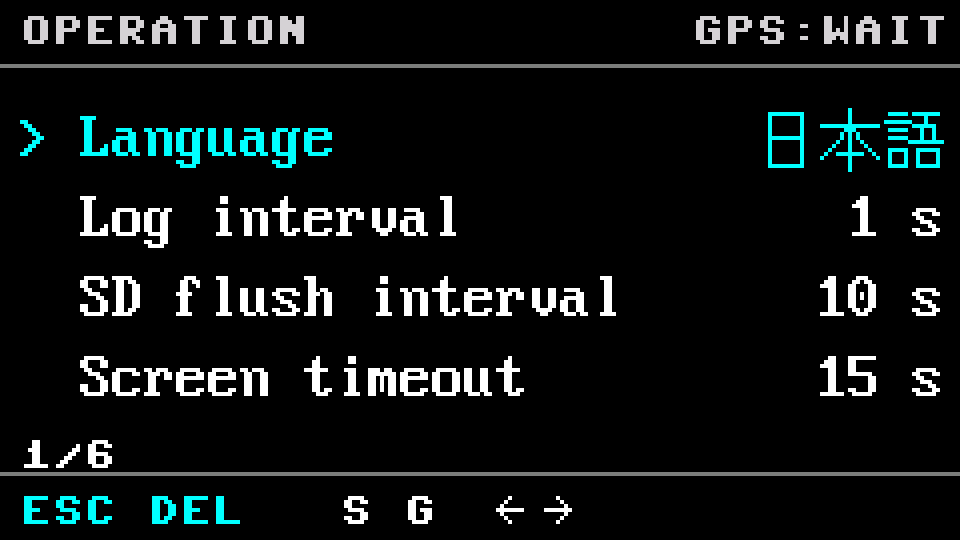 OPERATION GPS:WAIT
> Language 日本語
Log interval 1 s
SD flush interval 10 s
Screen timeout 15 s
1/6
ESC DEL S G ←→